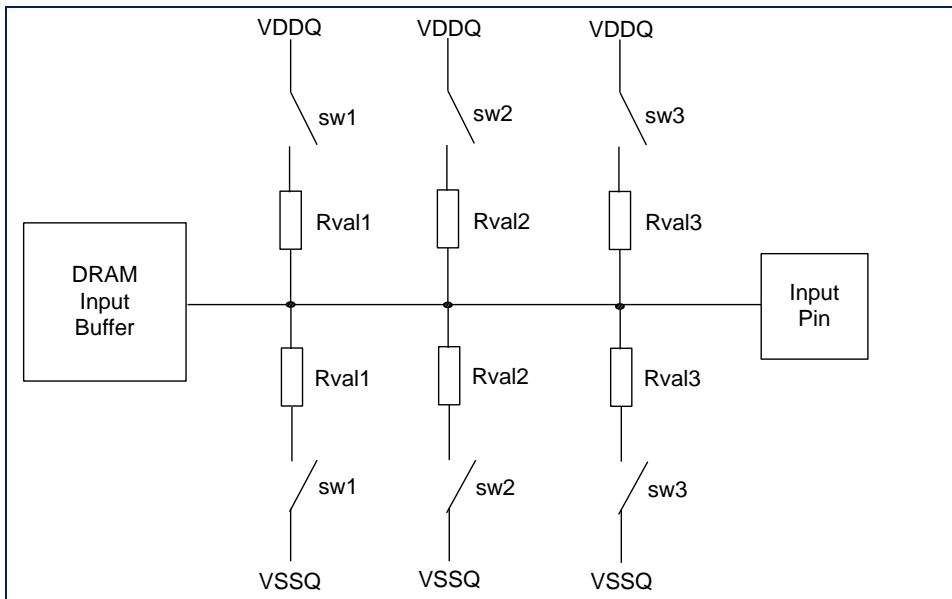 VDDQ VDDQ VDDQ
sw1 sw2 sw3
Rval1 Rval2 Rval3
DRAM
Input
Buffer
Input
Pin
Rval1 Rval2 Rval3
sw1 sw2 sw3
VSSQ VSSQ VSSQ